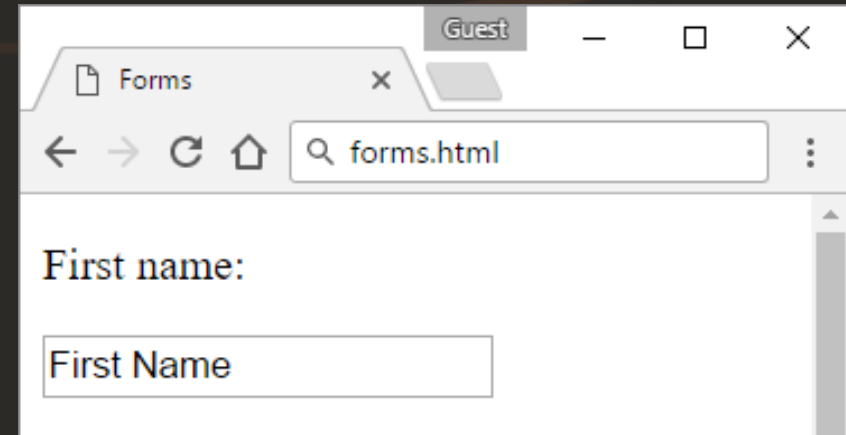 Guest
Forms
forms.html
First name:
First Name